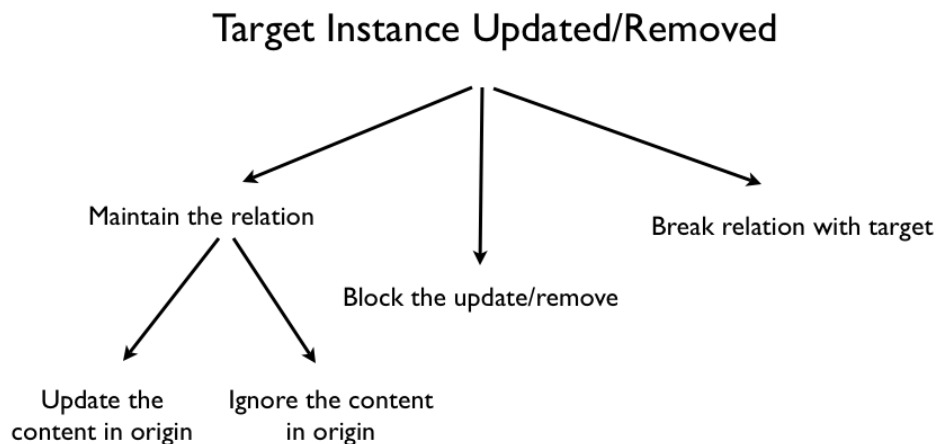 Target Instance Updated/Removed
Maintain the relation
Break relation with target
Block the update/remove
Update the
content in origin
Ignore the content
in origin